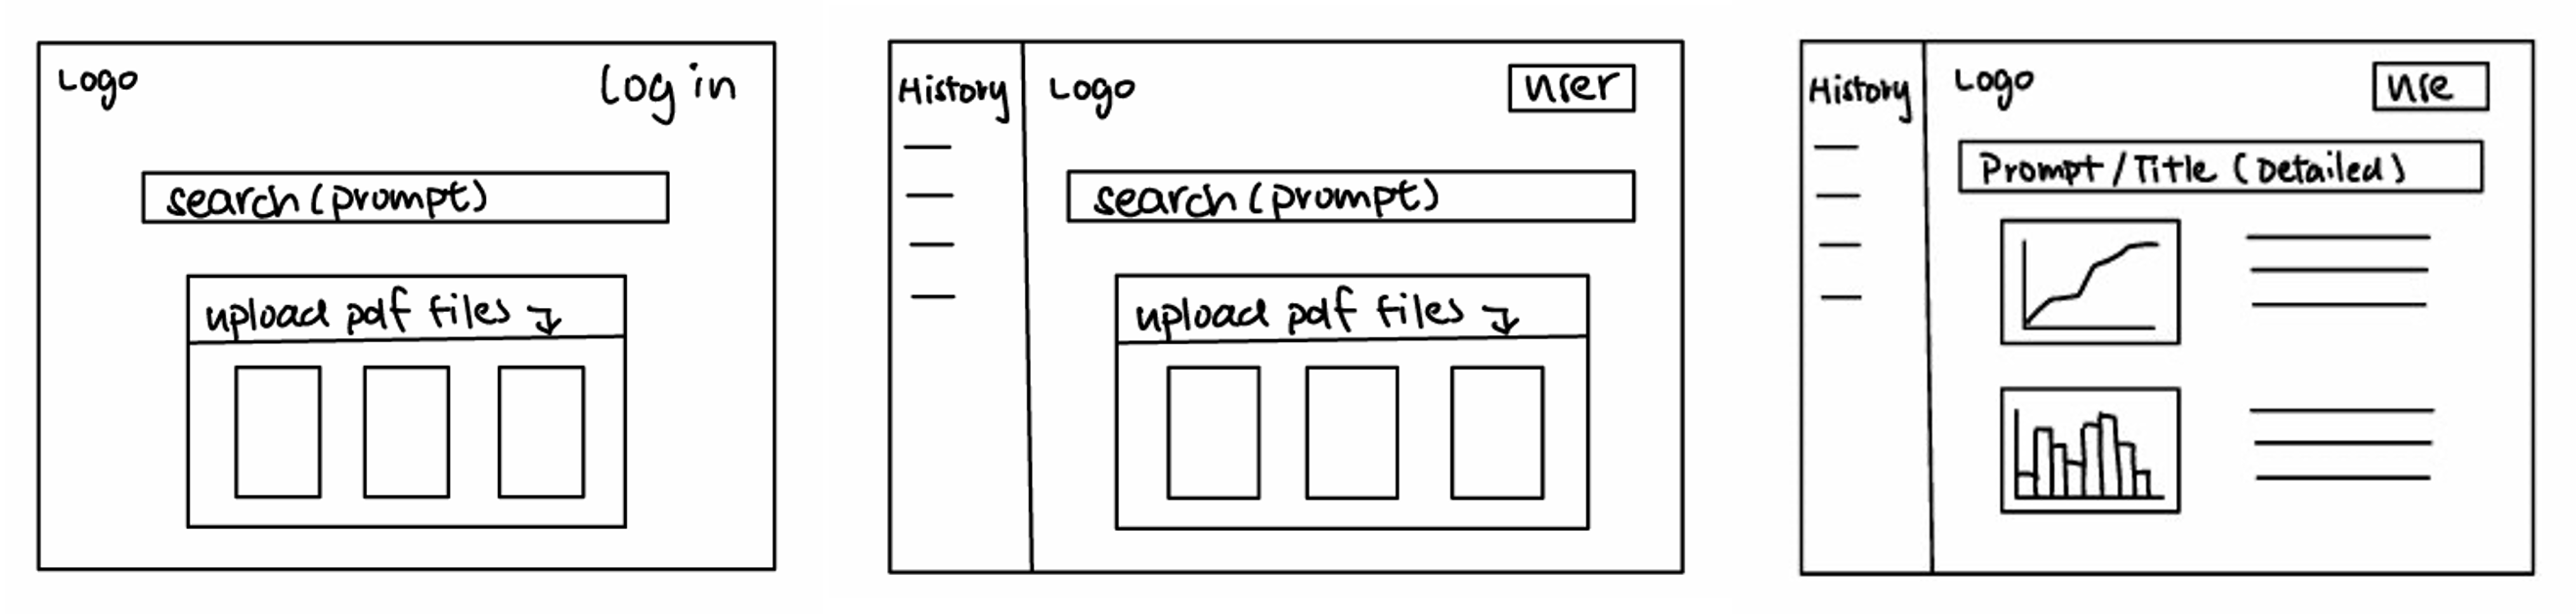 Logo
Log in
search (prompt)
upload pdf files
History
Logo
user
search (prompt)
upload pdf files
History
Logo
use
Prompt / Title (Detailed)